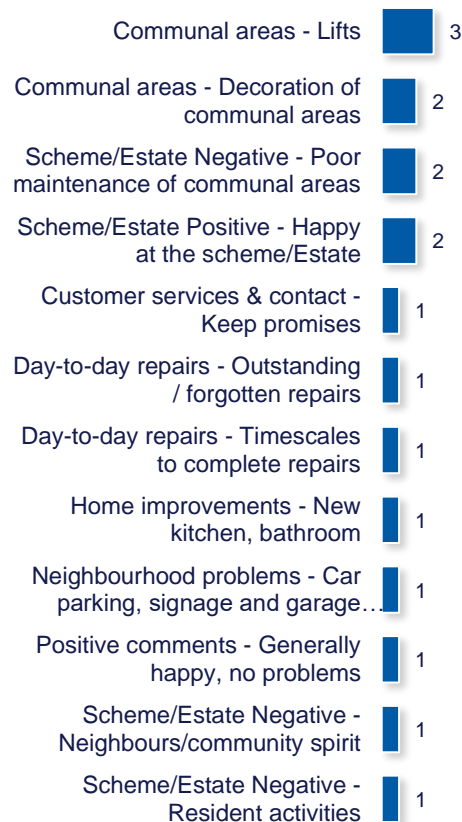 Communal areas - Lifts 3
Communal areas - Decoration of
communal areas 2
Scheme/Estate Negative - Poor
maintenance of communal areas 2
Scheme/Estate Positive - Happy
at the scheme/Estate 2
Customer services & contact -
Keep promises 1
Day-to-day repairs - Outstanding
/ forgotten repairs 1
Day-to-day repairs - Timescales
to complete repairs 1
Home improvements - New
kitchen, bathroom 1
Neighbourhood problems - Car
parking, signage and garage… 1
Positive comments - Generally
happy, no problems 1
Scheme/Estate Negative -
Neighbours/community spirit 1
Scheme/Estate Negative -
Resident activities 1